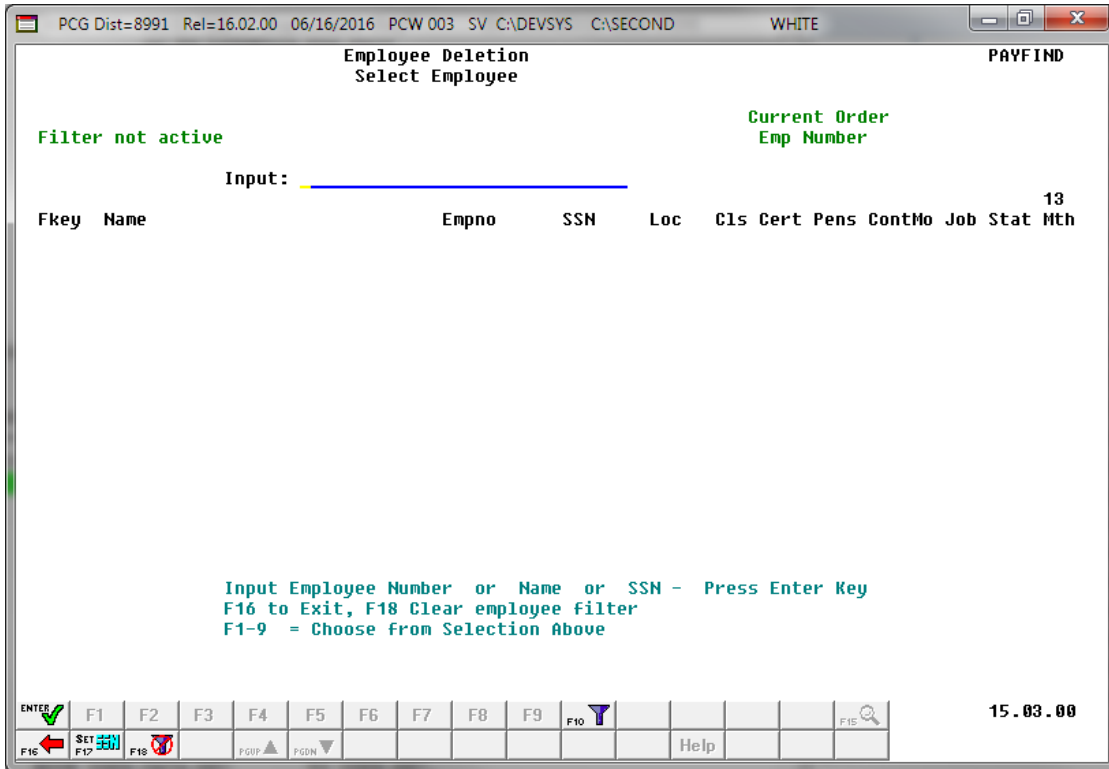 PCG Dist=8991 Rel=16.02.00 06/16/2016 PCW 003 SV C:\DEVSYS C:\SECOND WHITE
Employee Deletion PAYFIND
Select Employee
Current Order
Filter not active Emp Number
Input:
13
Fkey Name Empno SSN Loc Cls Cert Pens ContMo Job Stat Mth
Input Employee Number or Name or SSN - Press Enter Key
F16 to Exit, F18 Clear employee filter
F1-9 = Choose from Selection Above
ENTER F1 F2 F3 F4 F5 F6 F7 F8 F9 F10 F15 15.03.00
F16 SET F17 F18 PGUP PGDN Help